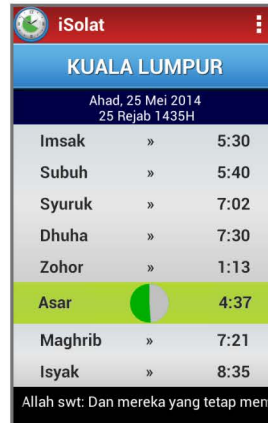 iSolat
KUALA LUMPUR
Ahad, 25 Mei 2014
25 Rejab 1435H
Imsak » 5:30
Subuh » 5:40
Syuruk » 7:02
Dhuha » 7:30
Zohor » 1:13
Asar 4:37
Maghrib » 7:21
Isyak » 8:35
Allah swt: Dan mereka yang tetap mem